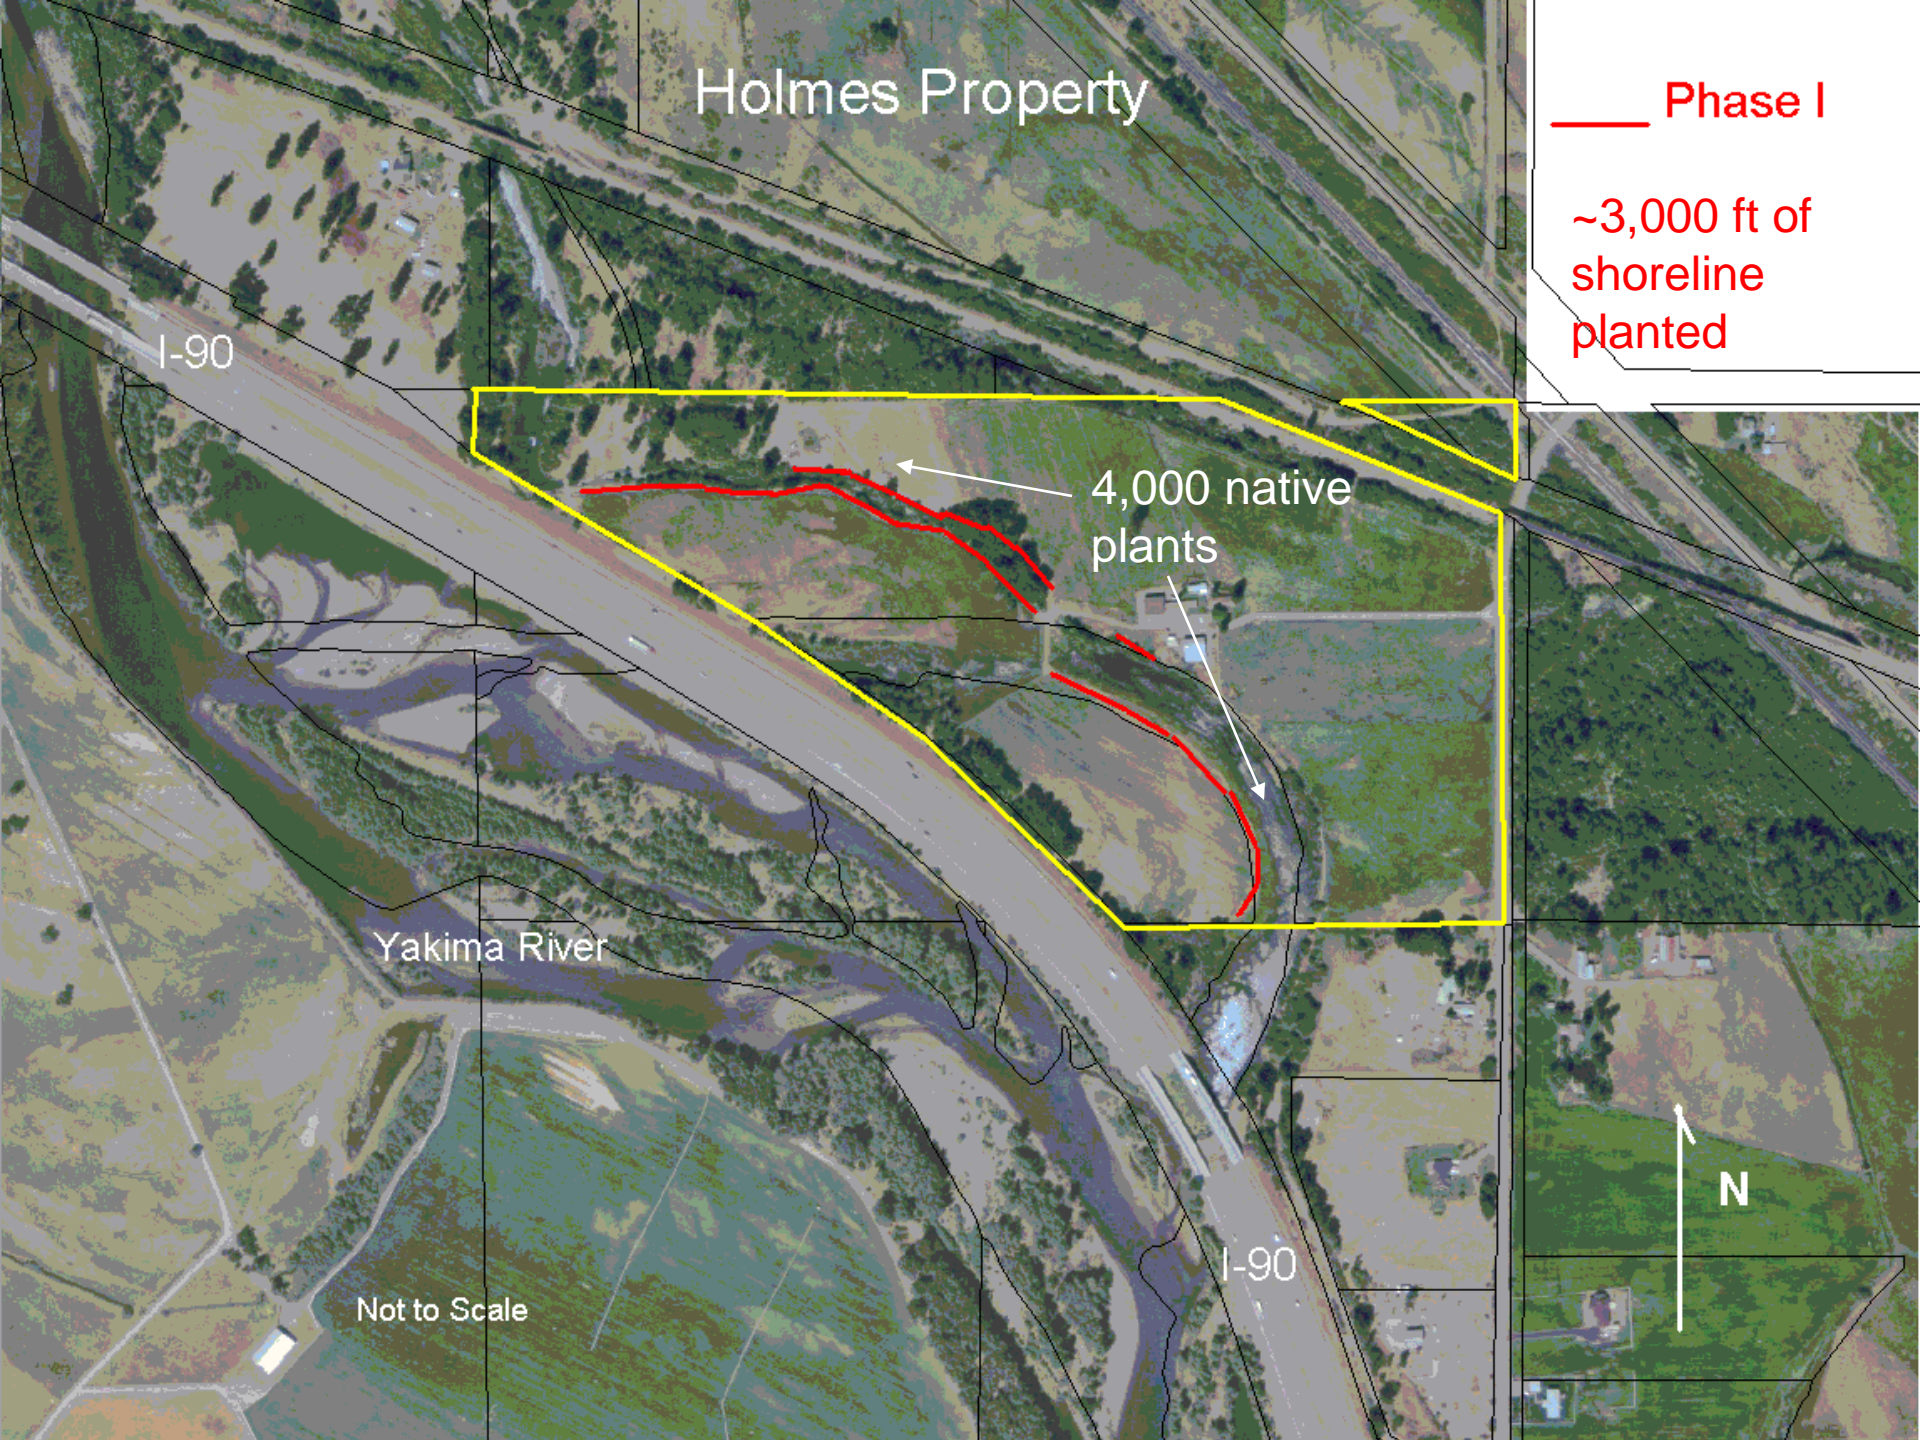 Holmes Property
Phase I
~3,000 ft of
shoreline
planted
I-90
4,000 native
plants
Yakima River
N
I-90
Not to Scale